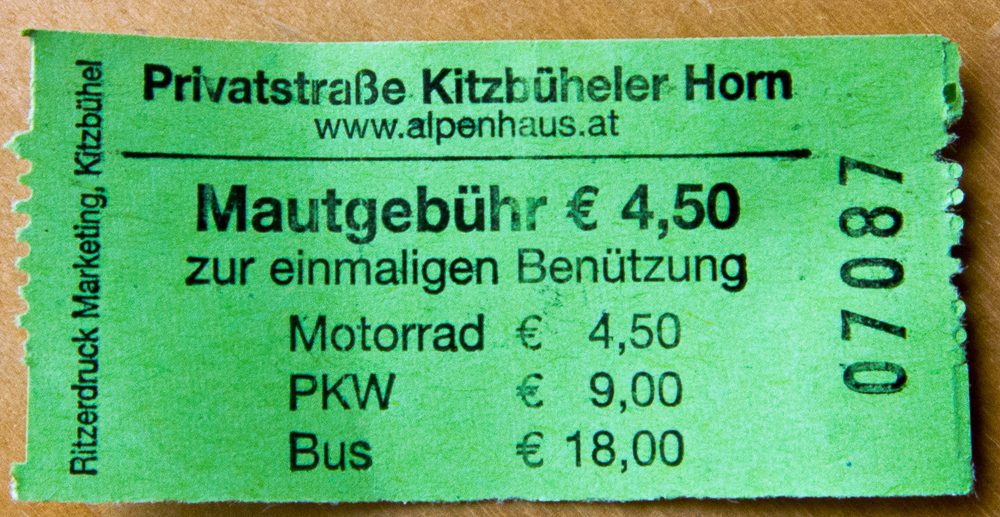 Privatstraße Kitzbüheler Horn
www.alpenhaus.at
Mautgebühr € 4,50
zur einmaligen Benützung
Motorrad € 4,50
PKW € 9,00
Bus € 18,00
Ritzerdruck Marketing, Kitzbühel
07087